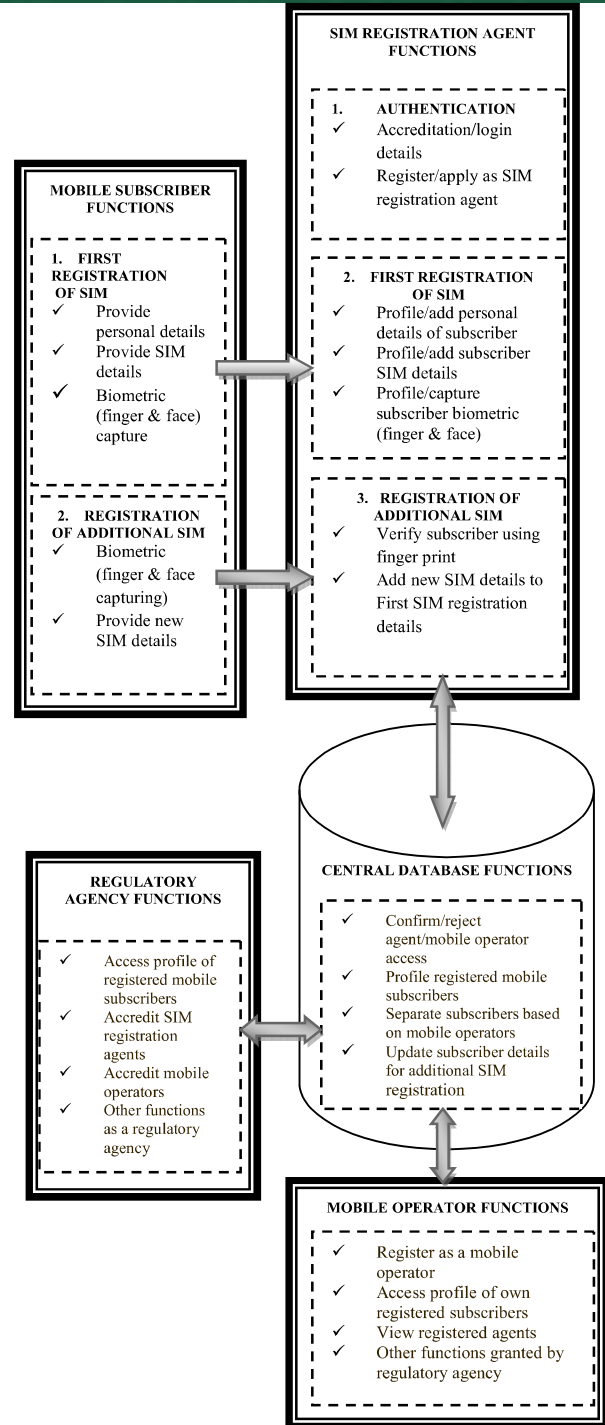 SIM REGISTRATION AGENT
FUNCTIONS
1. AUTHENTICATION
✓ Accreditation/login
details
✓ Register/apply as SIM
registration agent
2. FIRST REGISTRATION
OF SIM
✓ Profile/add personal
details of subscriber
✓ Profile/add subscriber
SIM details
✓ Profile/capture
subscriber biometric
(finger & face)
3. REGISTRATION OF
ADDITIONAL SIM
✓ Verify subscriber using
finger print
✓ Add new SIM details to
First SIM registration
details
MOBILE SUBSCRIBER
FUNCTIONS
1. FIRST
REGISTRATION
OF SIM
✓ Provide
personal details
✓ Provide SIM
details
✓ Biometric
(finger & face)
capture
2. REGISTRATION
OF ADDITIONAL SIM
✓ Biometric
(finger & face
capturing)
✓ Provide new
SIM details
CENTRAL DATABASE FUNCTIONS
✓ Confirm/reject
agent/mobile operator
access
✓ Profile registered mobile
subscribers
✓ Separate subscribers based
on mobile operators
✓ Update subscriber details
for additional SIM
registration
REGULATORY
AGENCY FUNCTIONS
✓ Access profile of
registered mobile
subscribers
✓ Accredit SIM
registration
agents
✓ Accredit mobile
operators
✓ Other functions
as a regulatory
agency
MOBILE OPERATOR FUNCTIONS
✓ Register as a mobile
operator
✓ Access profile of own
registered subscribers
✓ View registered agents
✓ Other functions granted by
regulatory agency